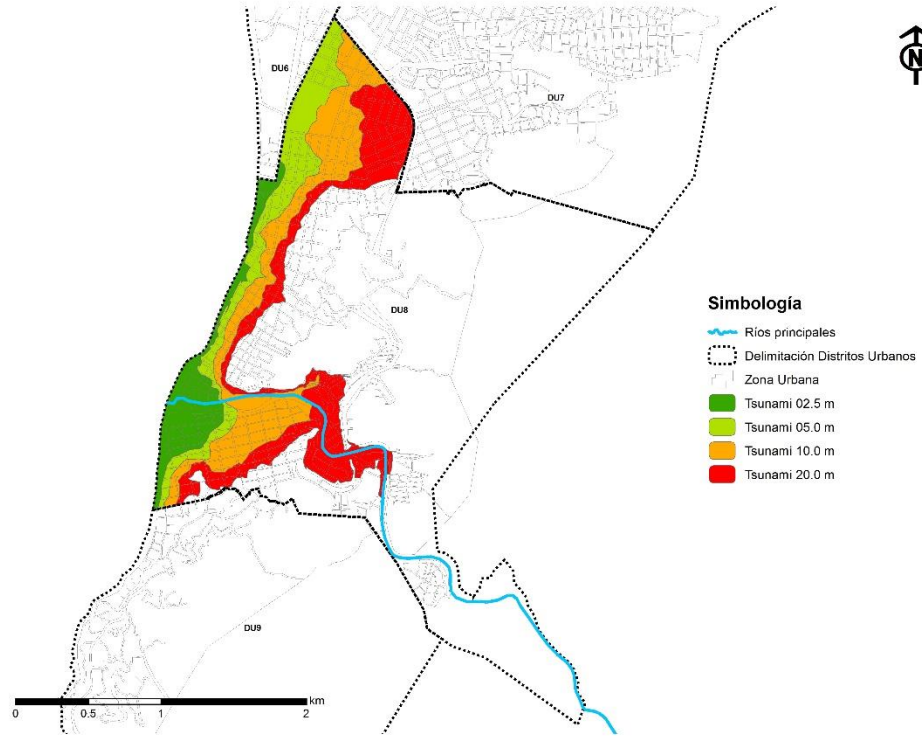 N
DU6
DU7
DU8
DU9
Simbología
Ríos principales
Delimitación Distritos Urbanos
Zona Urbana
Tsunami 02.5 m
Tsunami 05.0 m
Tsunami 10.0 m
Tsunami 20.0 m
km
0 0.5 1 2